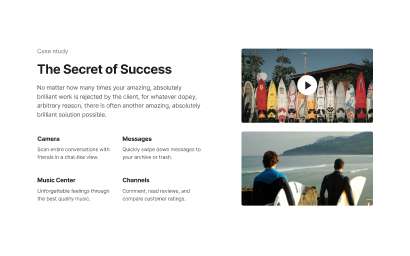 Case study
The Secret of Success
No matter how many times your amazing, absolutely
brilliant work is rejected by the client, for whatever dopey,
arbitrary reason, there is often another amazing, absolutely
brilliant solution possible.
Camera
Scan entire conversations with
friends in a chat-like view.
Messages
Quickly swipe down messages to
your archive or trash.
Music Center
Unforgettable feelings through
the best quality music.
Channels
Comment, read reviews, and
compare customer ratings.